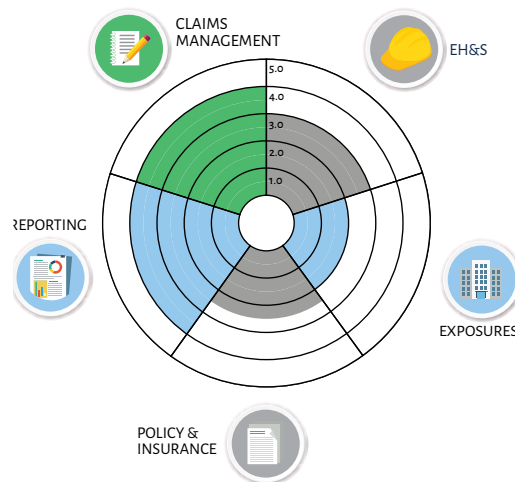 CLAIMS
MANAGEMENT
EH&S
5.0
4.0
3.0
2.0
1.0
REPORTING
EXPOSURES
POLICY &
INSURANCE